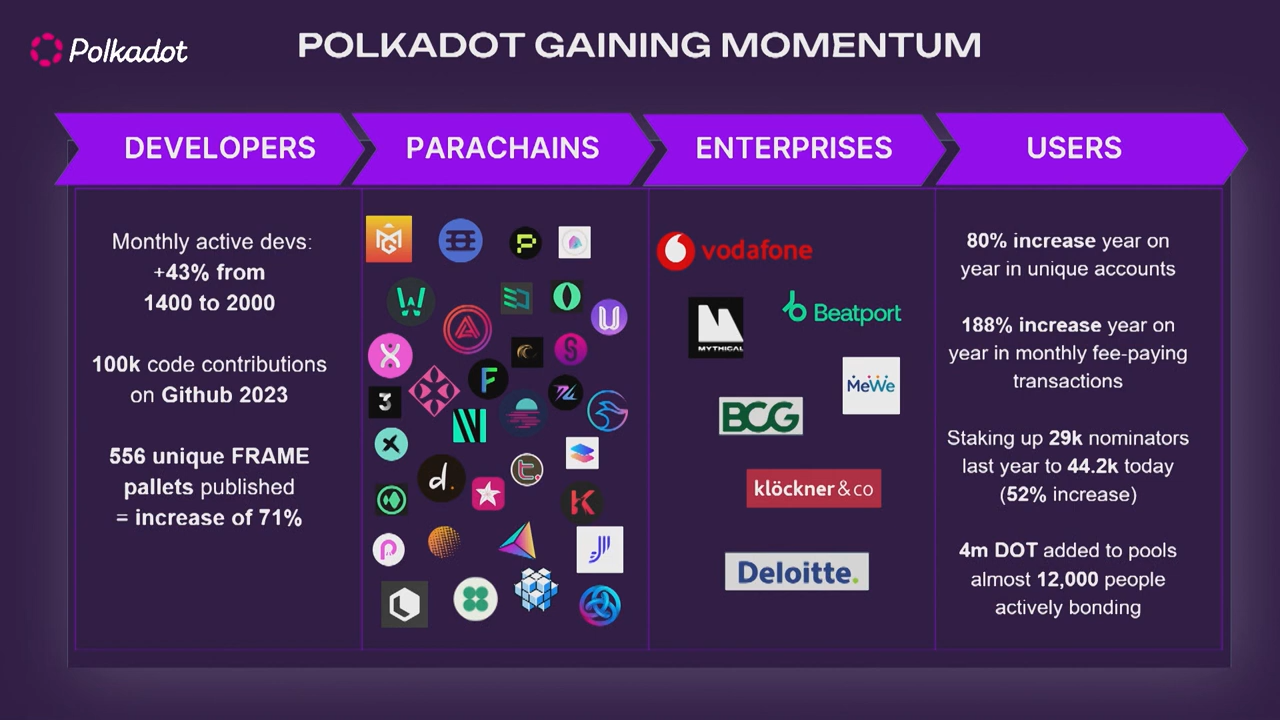 Polkadot
POLKADOT GAINING MOMENTUM
DEVELOPERS
PARACHAINS
ENTERPRISES
USERS
Monthly active devs:
+43% from
1400 to 2000
100k code contributions
on Github 2023
556 unique FRAME
pallets published
= increase of 71%
vodafone
MYTHICAL
Beatport
MeWe
BCG
klöckner&co
Deloitte.
80% increase year on
year in unique accounts
188% increase year on
year in monthly fee-paying
transactions
Staking up 29k nominators
last year to 44.2k today
(52% increase)
4m DOT added to pools
almost 12,000 people
actively bonding